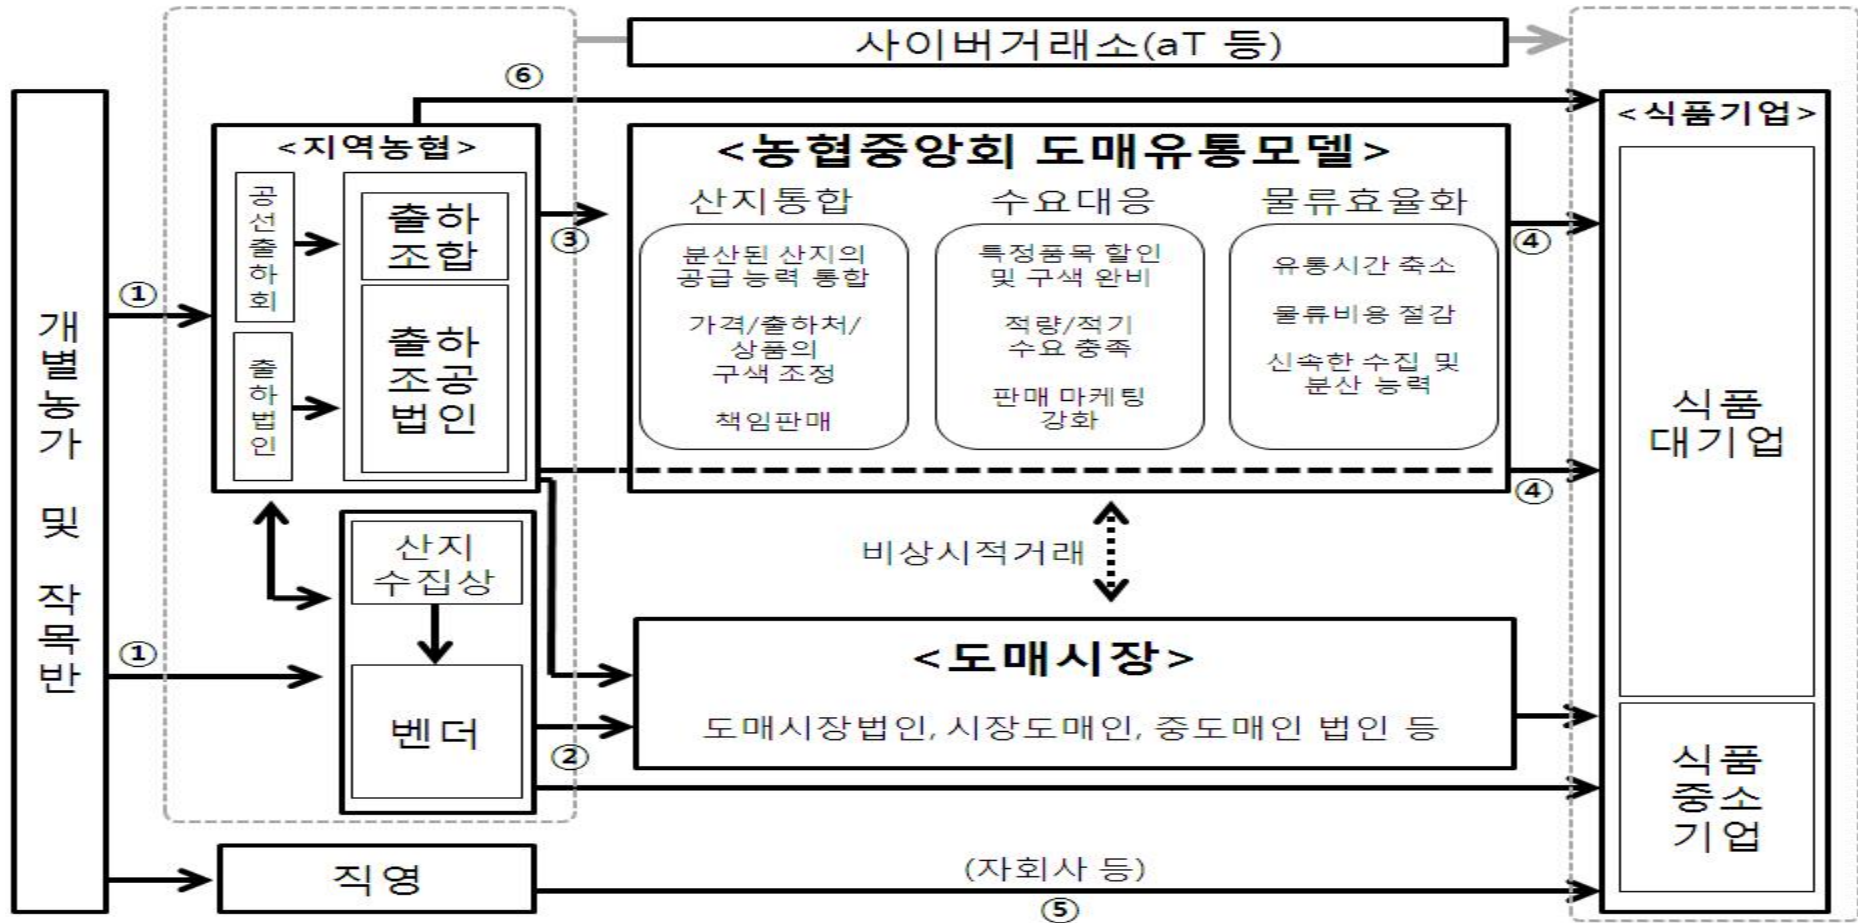 사이버거래소(aT 등)
⑥
<지역농협>
공선출하회
출하법인
출하
조합
출하
조공
법인
<농협중앙회 도매유통모델>
산지통합
분산된 산지의
공급 능력 통합
가격/출하처/
상품의
구색 조정
책임판매
수요대응
특정품목 할인
및 구색 완비
적량/적기
수요 충족
판매 마케팅
강화
물류효율화
유통시간 축소
물류비용 절감
신속한 수집 및
분산 능력
<식품기업>
식품
대기업
식품
중소
기업
개별농가 및 작목반
①
①
③
④
④
산지
수집상
벤더
비상시적거래
<도매시장>
도매시장법인, 시장도매인, 중도매인 법인 등
②
직영
(자회사 등)
⑤